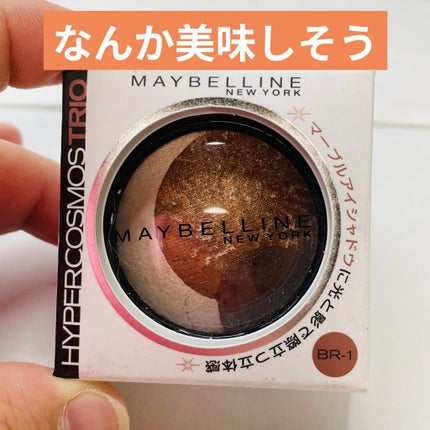 なんか美味しそう
MAYBELLINE
NEW YORK
HYPERCOSMOSTRIO
マーブルアイシャドウに光と影で際立つ立体感
MAYBELLINE
NEW YORK
BR-1